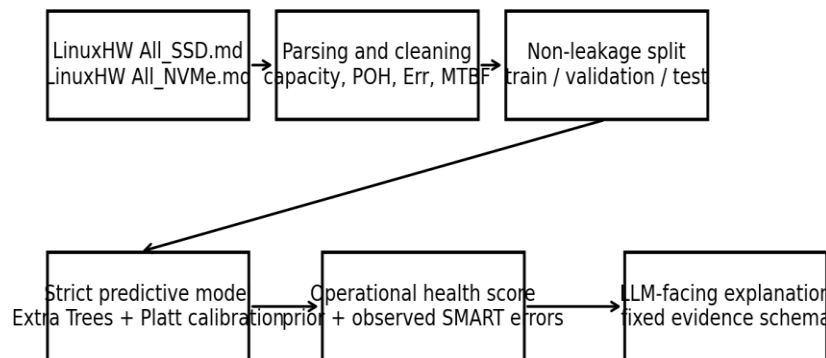 LinuxHW All_SSD.md
LinuxHW All_NVMe.md
Parsing and cleaning
capacity, POH, Err, MTBF
Non-leakage split
train / validation / test
Strict predictive model
Extra Trees + Platt calibration
Operational health score
prior + observed SMART errors
LLM-facing explanation
fixed evidence schema